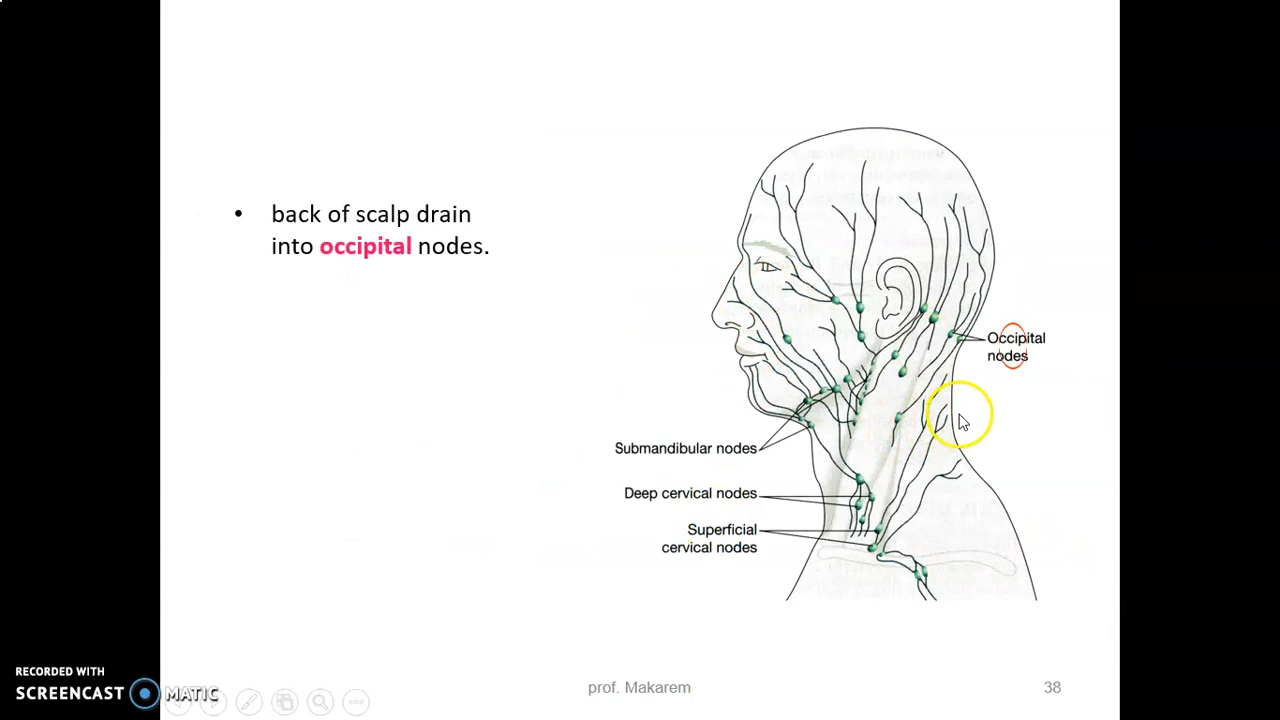 • back of scalp drain
into occipital nodes.
Occipital
nodes
Submandibular nodes
Deep cervical nodes
Superficial
cervical nodes
RECORDED WITH
SCREENCAST MATIC
prof. Makarem
38